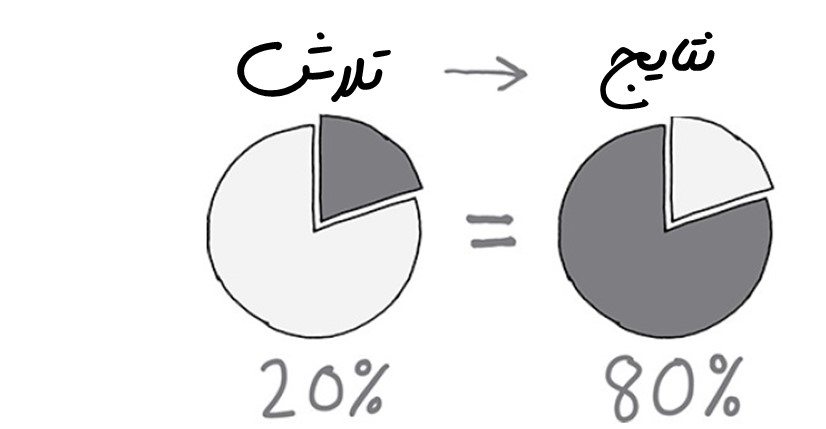 تلاش → نتایج
=
20% 80%